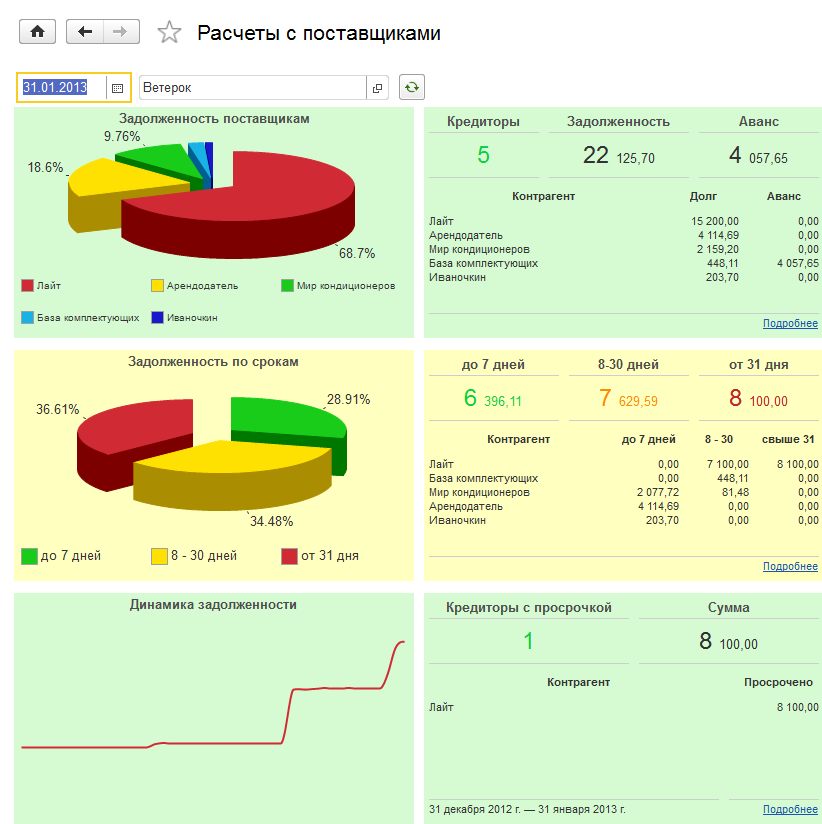 Расчеты с поставщиками
31.01.2013 Ветерок
Задолженность поставщикам
9.76%
18.6%
68.7%
Лайт Арендодатель Мир кондиционеров
База комплектующих Иваночкин
Кредиторы Задолженность Аванс
5 22 125,70 4 057,65
Контрагент Долг Аванс
Лайт 15 200,00 0,00
Арендодатель 4 114,69 0,00
Мир кондиционеров 2 159,20 0,00
База комплектующих 448,11 4 057,65
Иваночкин 203,70 0,00
Подробнее
Задолженность по срокам
36.61% 28.91%
34.48%
до 7 дней 8 - 30 дней от 31 дня
до 7 дней 8-30 дней от 31 дня
6 396,11 7 629,59 8 100,00
Контрагент до 7 дней 8 - 30 свыше 31
Лайт 0,00 7 100,00 8 100,00
База комплектующих 0,00 448,11 0,00
Мир кондиционеров 2 077,72 81,48 0,00
Арендодатель 4 114,69 0,00 0,00
Иваночкин 203,70 0,00 0,00
Подробнее
Динамика задолженности
Кредиторы с просрочкой Сумма
1 8 100,00
Контрагент Просрочено
Лайт 8 100,00
31 декабря 2012 г. — 31 января 2013 г. Подробнее